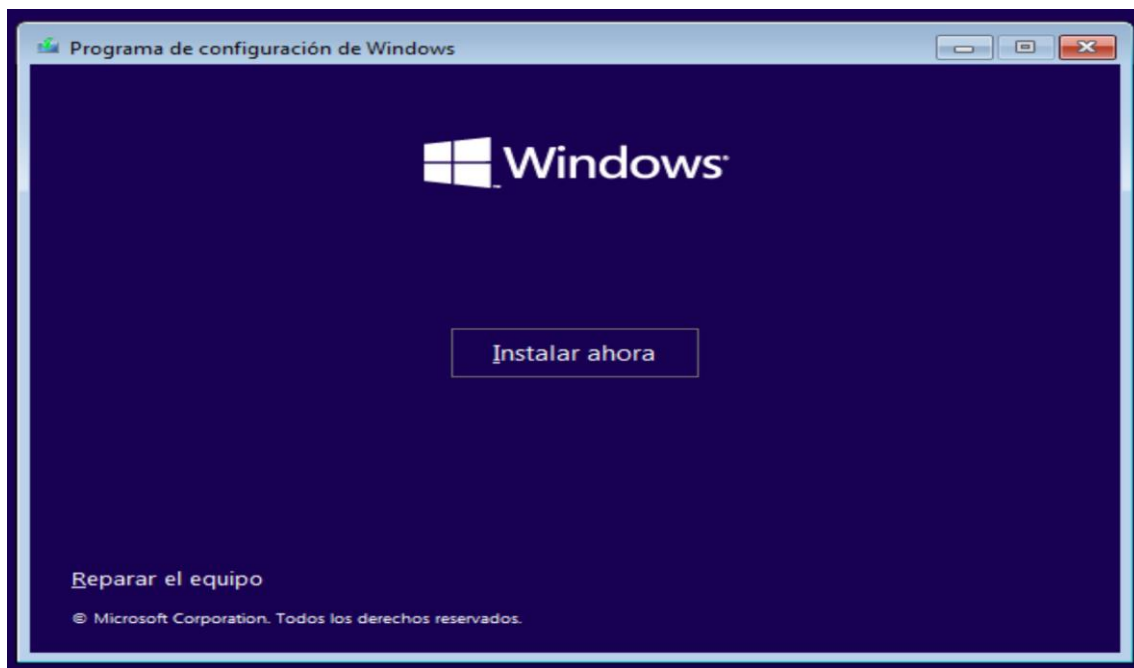 Programa de configuración de Windows
Windows
Instalar ahora
Reparar el equipo
© Microsoft Corporation. Todos los derechos reservados.